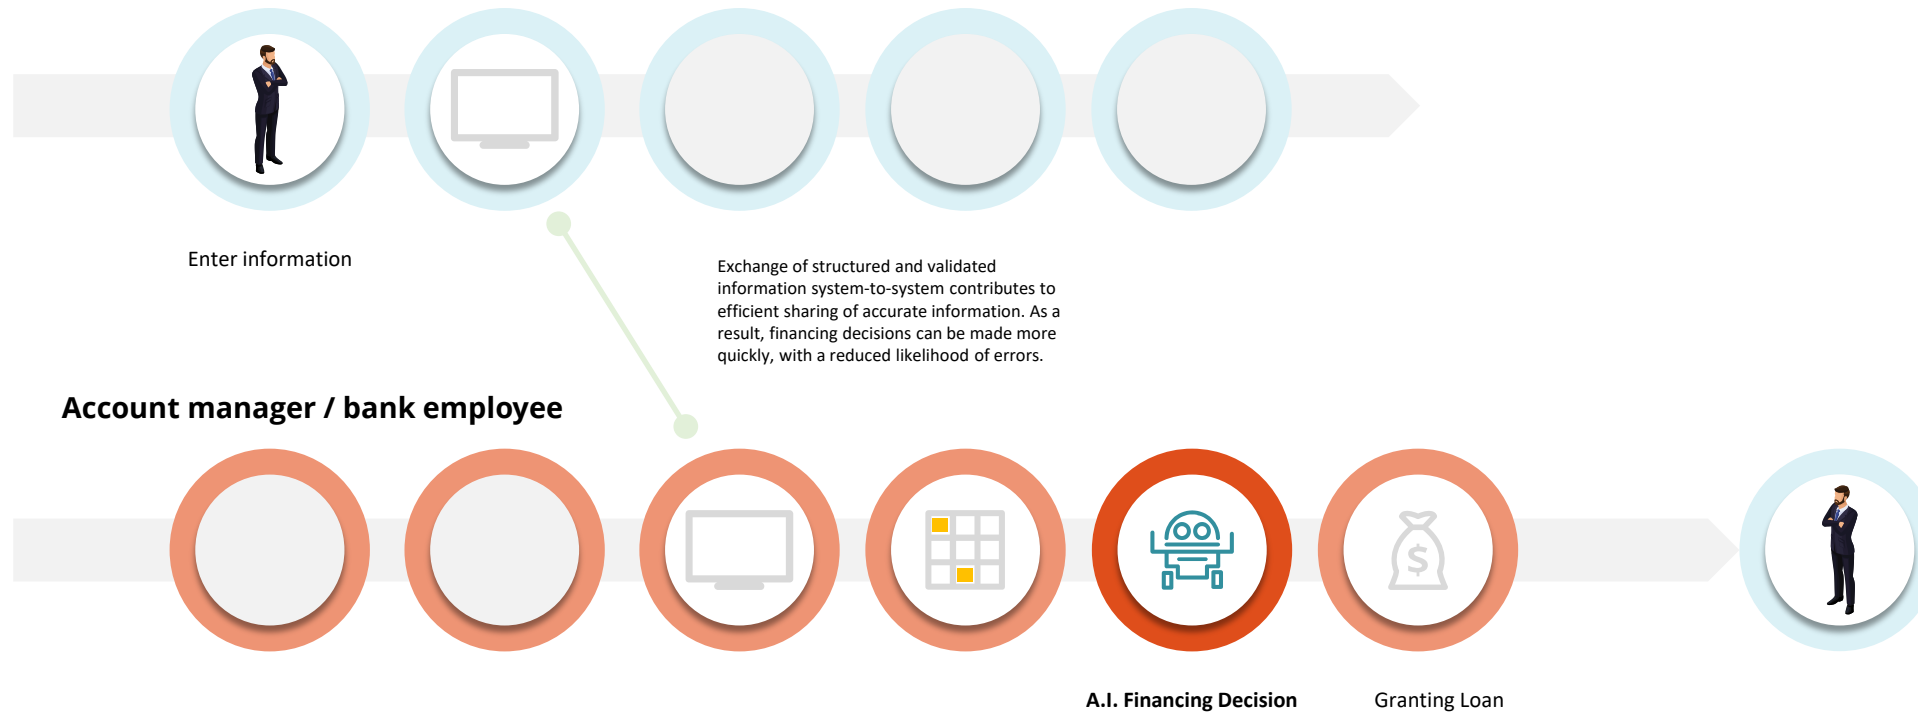 Enter information
Exchange of structured and validated
information system-to-system contributes to
efficient sharing of accurate information. As a
result, financing decisions can be made more
quickly, with a reduced likelihood of errors.
Account manager / bank employee
$
A.I. Financing Decision
Granting Loan